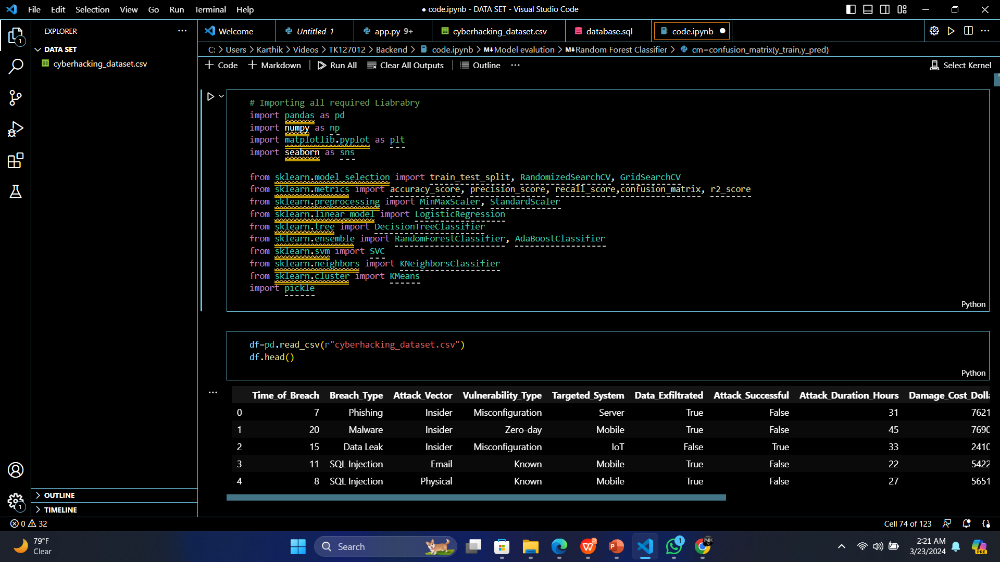 File Edit Selection View Go Run Terminal Help
● code.ipynb - DATA SET - Visual Studio Code
EXPLORER
Welcome
Untitled-1
app.py 9+
cyberhacking_dataset.csv
database.sql
code.ipynb
1
DATA SET
cyberhacking_dataset.csv
C: > Users > Karthik > Videos > TK127012 > Backend > code.ipynb > M↓Model evalution > M↓Random Forest Classifier > cm=confusion_matrix(y_train,y_pred)
+ Code + Markdown | Run All Clear All Outputs | Outline ···
Select Kernel
# Importing all required Liabrabry
import pandas as pd
import numpy as np
import matplotlib.pyplot as plt
import seaborn as sns
from sklearn.model_selection import train_test_split, RandomizedSearchCV, GridSearchCV
from sklearn.metrics import accuracy_score, precision_score, recall_score,confusion_matrix, r2_score
from sklearn.preprocessing import MinMaxScaler, StandardScaler
from sklearn.linear_model import LogisticRegression
from sklearn.tree import DecisionTreeClassifier
from sklearn.ensemble import RandomForestClassifier, AdaBoostClassifier
from sklearn.svm import SVC
from sklearn.neighbors import KNeighborsClassifier
from sklearn.cluster import KMeans
import pickle
Python
df=pd.read_csv(r"cyberhacking_dataset.csv")
df.head()
Python
Time_of_Breach Breach_Type Attack_Vector Vulnerability_Type Targeted_System Data_Exfiltrated Attack_Successful Attack_Duration_Hours Damage_Cost_Dolla
0 7 Phishing Insider Misconfiguration Server True False 31 7621
1 20 Malware Insider Zero-day Mobile True False 45 7690
2 15 Data Leak Insider Misconfiguration IoT False True 33 2410
3 11 SQL Injection Email Known Mobile True False 22 5422
4 8 SQL Injection Physical Known Mobile True False 27 5651
OUTLINE
TIMELINE
1
0 32
Cell 74 of 123
79°F
Clear
Search
1
2:21 AM
3/23/2024
PRE